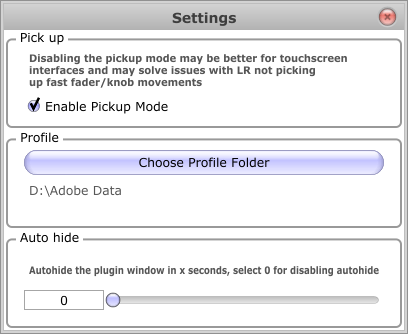 Settings
Pick up
Disabling the pickup mode may be better for touchscreen
interfaces and may solve issues with LR not picking
up fast fader/knob movements
Enable Pickup Mode
Profile
Choose Profile Folder
D:\Adobe Data
Auto hide
Autohide the plugin window in x seconds, select 0 for disabling autohide
0